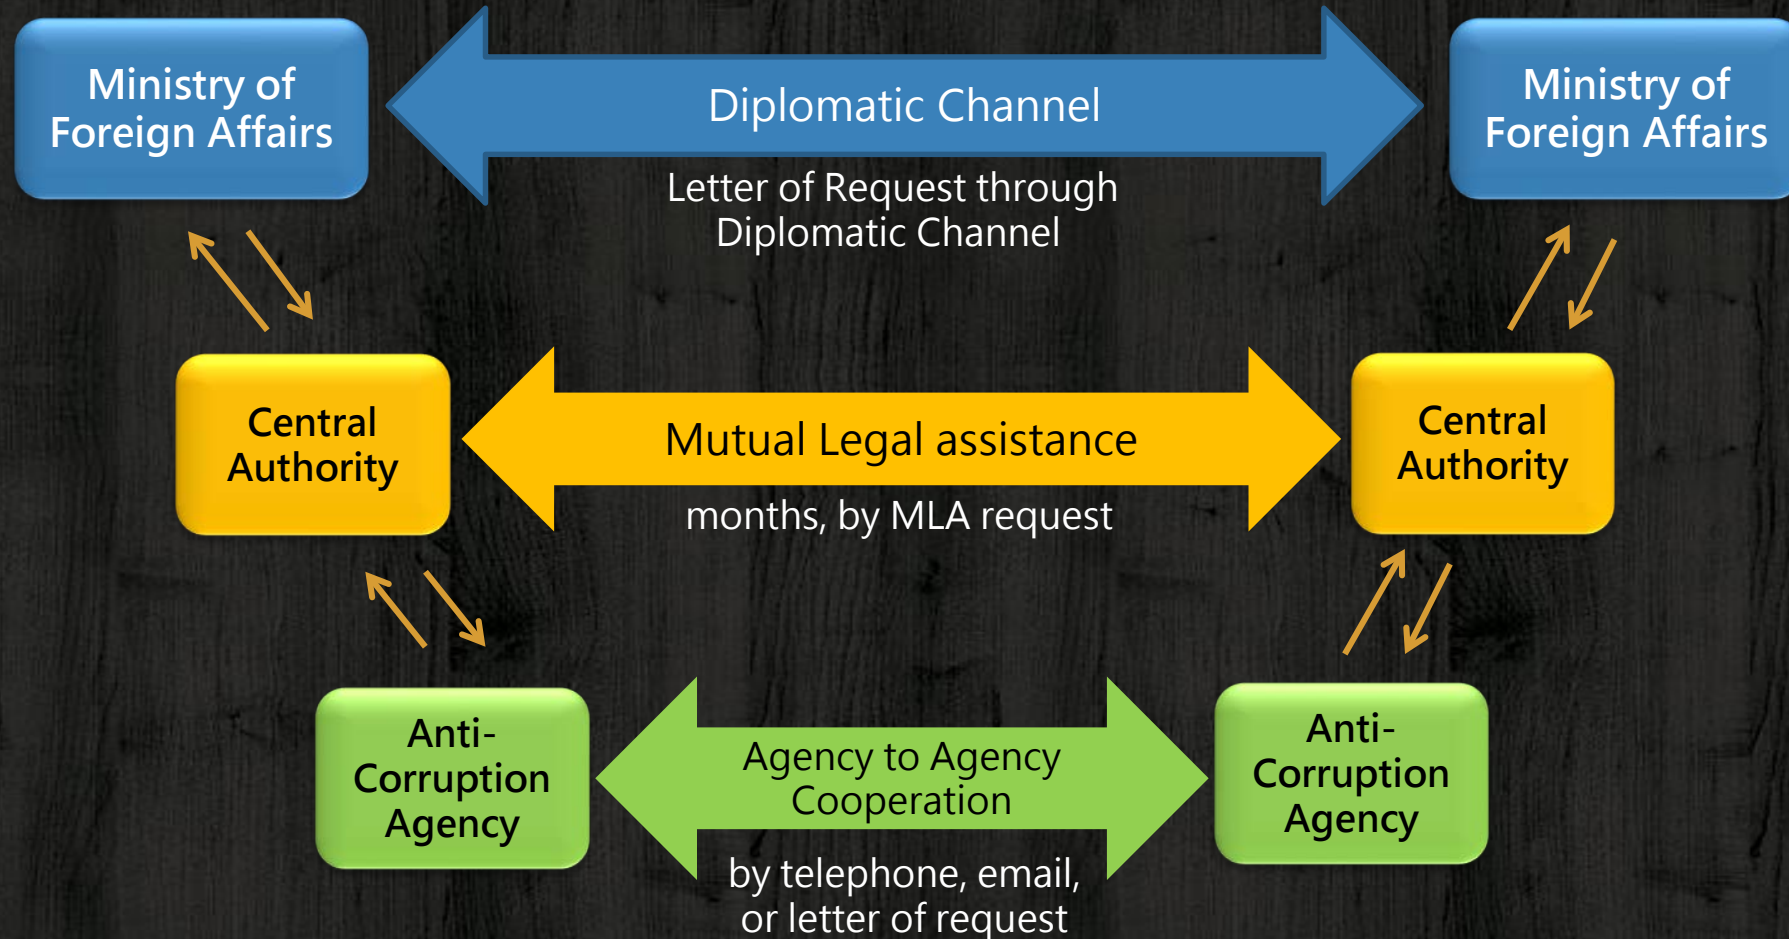 Ministry of
Foreign Affairs
Diplomatic Channel
Ministry of
Foreign Affairs
Letter of Request through
Diplomatic Channel
Central
Authority
Mutual Legal assistance
Central
Authority
months, by MLA request
Anti-
Corruption
Agency
Agency to Agency
Cooperation
Anti-
Corruption
Agency
by telephone, email,
or letter of request